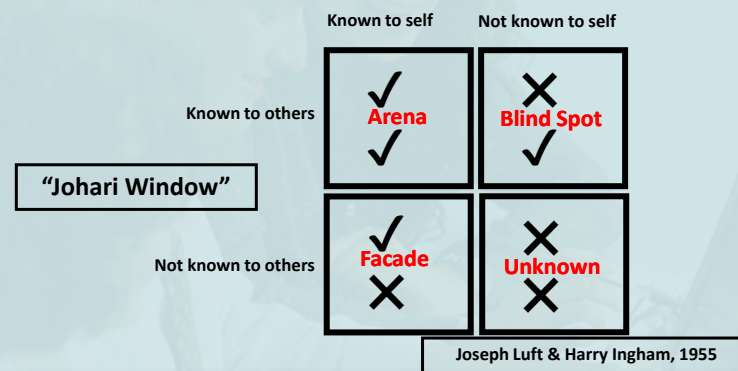 Known to self Not known to self
Known to others
Arena Blind Spot
“Johari Window”
Not known to others
Facade Unknown
Joseph Luft & Harry Ingham, 1955